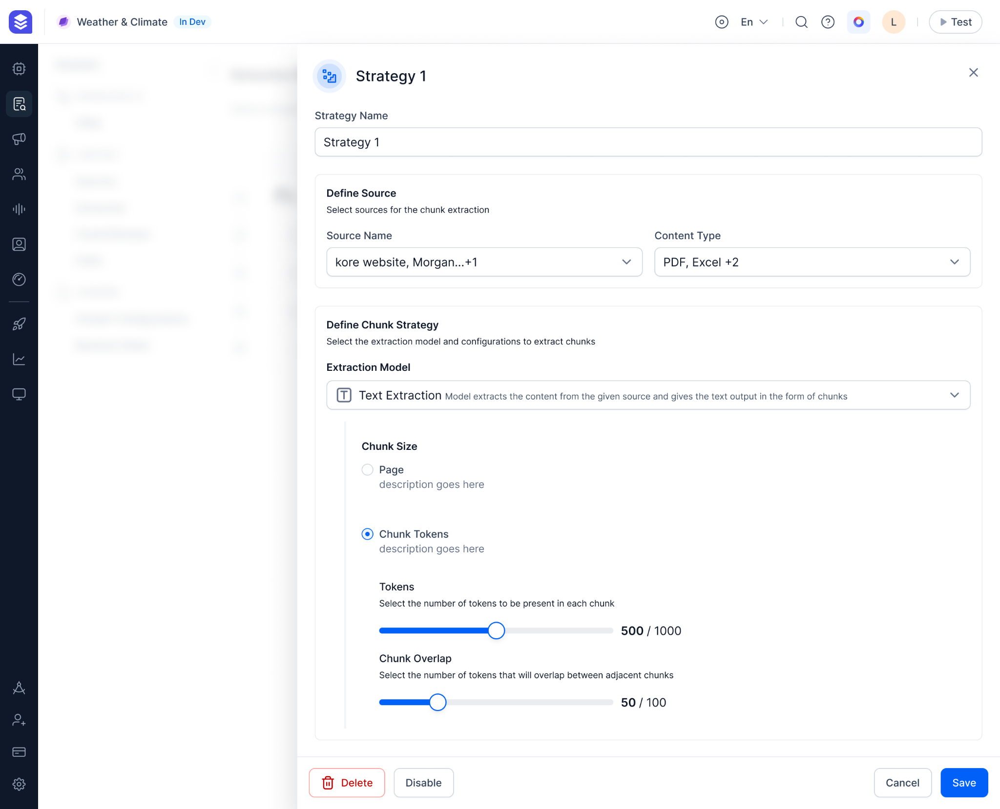 Weather & Climate
In Dev
En
L
Test
Strategy 1
Strategy Name
Strategy 1
Define Source
Select sources for the chunk extraction
Source Name
Content Type
kore website, Morgan...+1
PDF, Excel +2
Define Chunk Strategy
Select the extraction model and configurations to extract chunks
Extraction Model
Text Extraction Model extracts the content from the given source and gives the text output in the form of chunks
Chunk Size
Page
description goes here
Chunk Tokens
description goes here
Tokens
Select the number of tokens to be present in each chunk
500 / 1000
Chunk Overlap
Select the number of tokens that will overlap between adjacent chunks
50 / 100
Delete
Disable
Cancel
Save